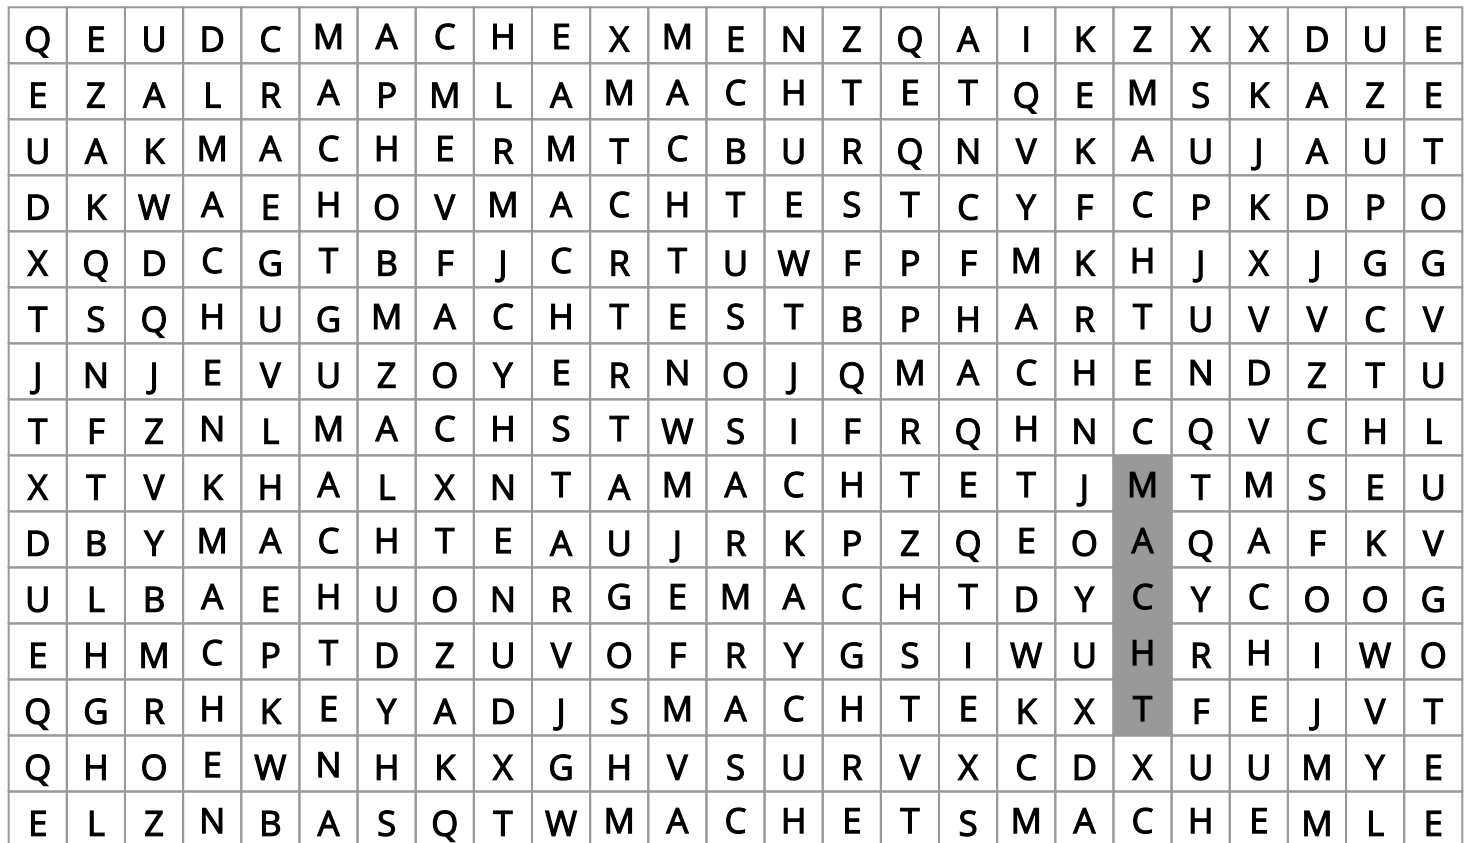 Q E U D C M A C H E X M E N Z Q A I K Z X X D U E
E Z A L R A P M L A M A C H T E T Q E M S K A Z E
U A K M A C H E R M T C B U R Q N V K A U J A U T
D K W A E H O V M A C H T E S T C Y F C P K D P O
X Q D C G T B F J C R T U W F P F M K H J X J G G
T S Q H U G M A C H T E S T B P H A R T U V V C V
J N J E V U Z O Y E R N O J Q M A C H E N D Z T U
T F Z N L M A C H S T W S I F R Q H N C Q V C H L
X T V K H A L X N T A M A C H T E T J M T M S E U
D B Y M A C H T E A U J R K P Z Q E O A Q A F K V
U L B A E H U O N R G E M A C H T D Y C Y C O O G
E H M C P T D Z U V O F R Y G S I W U H R H I W O
Q G R H K E Y A D J S M A C H T E K X T F E J V T
Q H O E W N H K X G H V S U R V X C D X U U M Y E
E L Z N B A S Q T W M A C H E T S M A C H E M L E